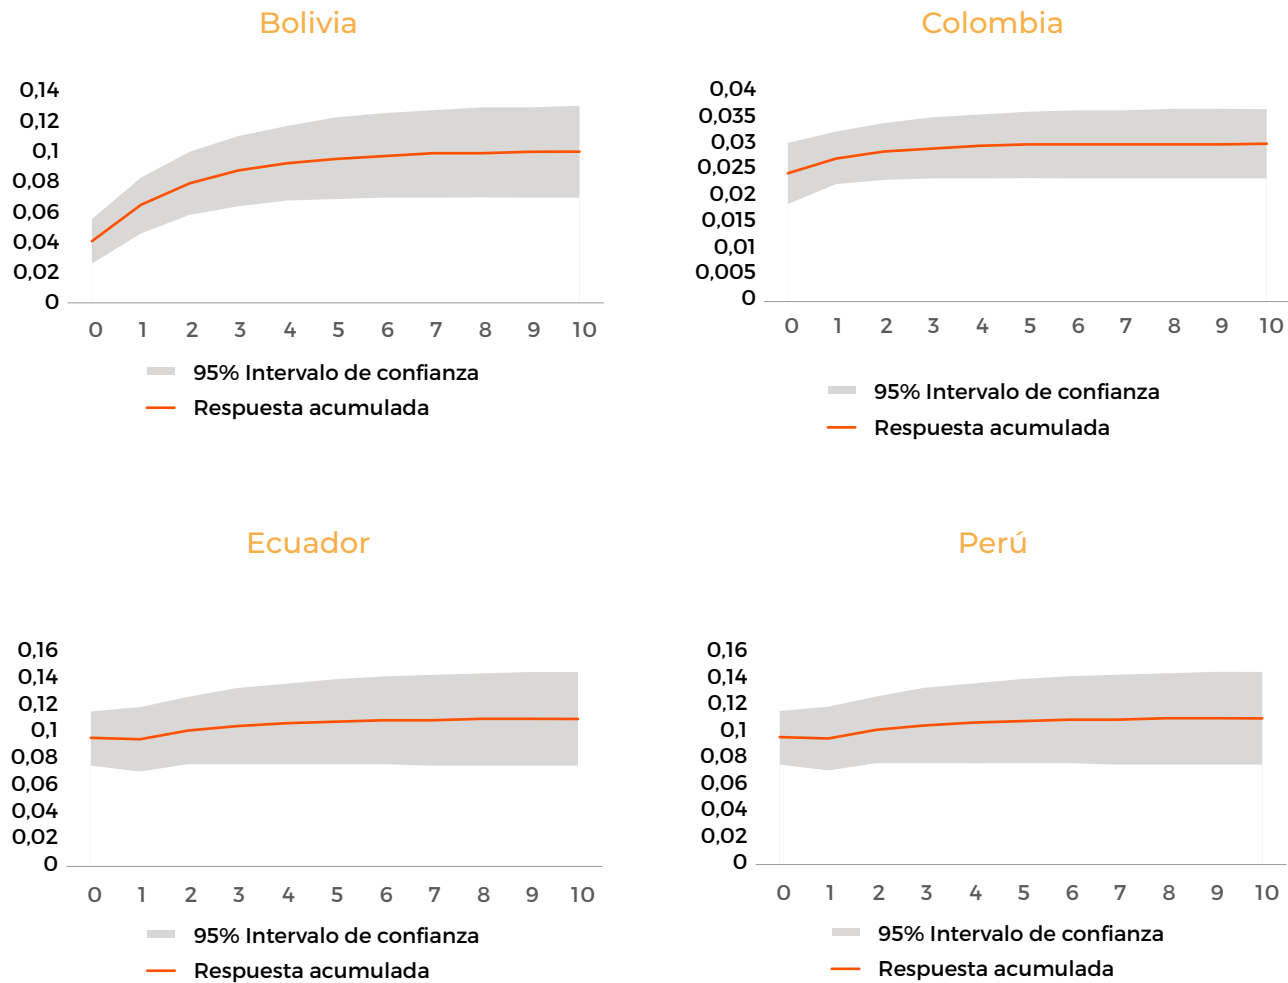 Bolivia
0,14
0,12
0,1
0,08
0,06
0,04
0,02
0
0 1 2 3 4 5 6 7 8 9 10
95% Intervalo de confianza
Respuesta acumulada
Colombia
0,04
0,035
0,03
0,025
0,02
0,015
0,01
0,005
0
0 1 2 3 4 5 6 7 8 9 10
95% Intervalo de confianza
Respuesta acumulada
Ecuador
0,16
0,14
0,12
0,1
0,08
0,06
0,04
0,02
0
0 1 2 3 4 5 6 7 8 9 10
95% Intervalo de confianza
Respuesta acumulada
Perú
0,16
0,14
0,12
0,1
0,08
0,06
0,04
0,02
0
0 1 2 3 4 5 6 7 8 9 10
95% Intervalo de confianza
Respuesta acumulada